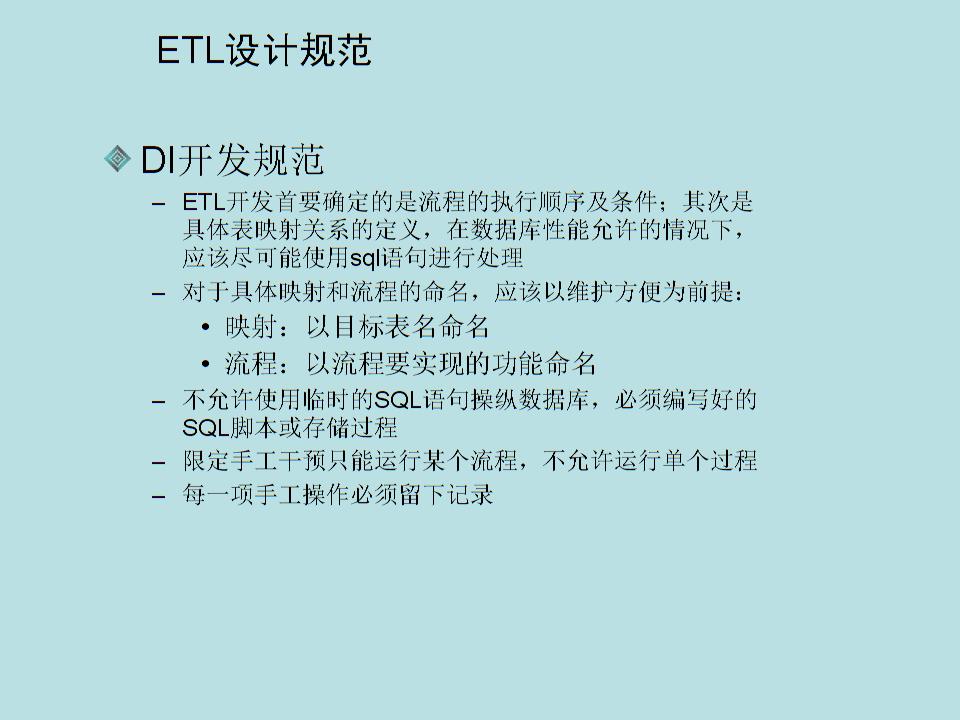 ETL设计规范
DI开发规范
– ETL开发首要确定的是流程的执行顺序及条件；其次是
具体表映射关系的定义，在数据库性能允许的情况下，
应该尽可能使用sql语句进行处理
– 对于具体映射和流程的命名，应该以维护方便为前提：
• 映射：以目标表名命名
• 流程：以流程要实现的功能命名
– 不允许使用临时的SQL语句操纵数据库，必须编写好的
SQL脚本或存储过程
– 限定手工干预只能运行某个流程，不允许运行单个过程
– 每一项手工操作必须留下记录